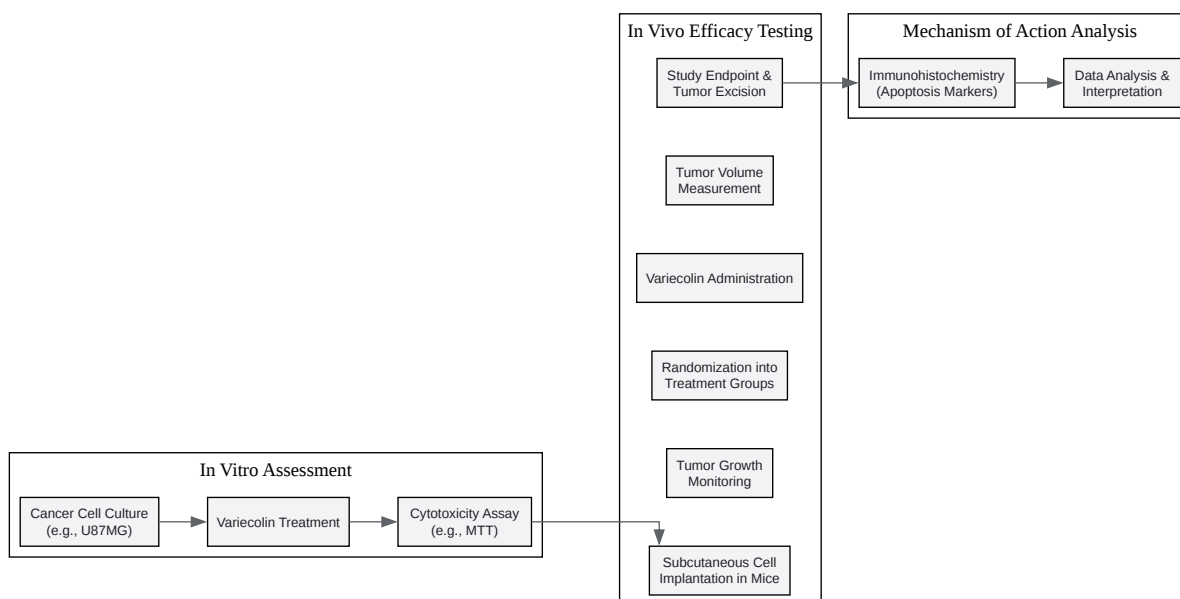 In Vivo Efficacy Testing
Study Endpoint &
Tumor Excision
Tumor Volume
Measurement
Variecolin Administration
Randomization into
Treatment Groups
Tumor Growth
Monitoring
Subcutaneous Cell
Implantation in Mice
Mechanism of Action Analysis
Immunohistochemistry
(Apoptosis Markers)
Data Analysis &
Interpretation
In Vitro Assessment
Cancer Cell Culture
(e.g., U87MG)
Variecolin Treatment
Cytotoxicity Assay
(e.g., MTT)